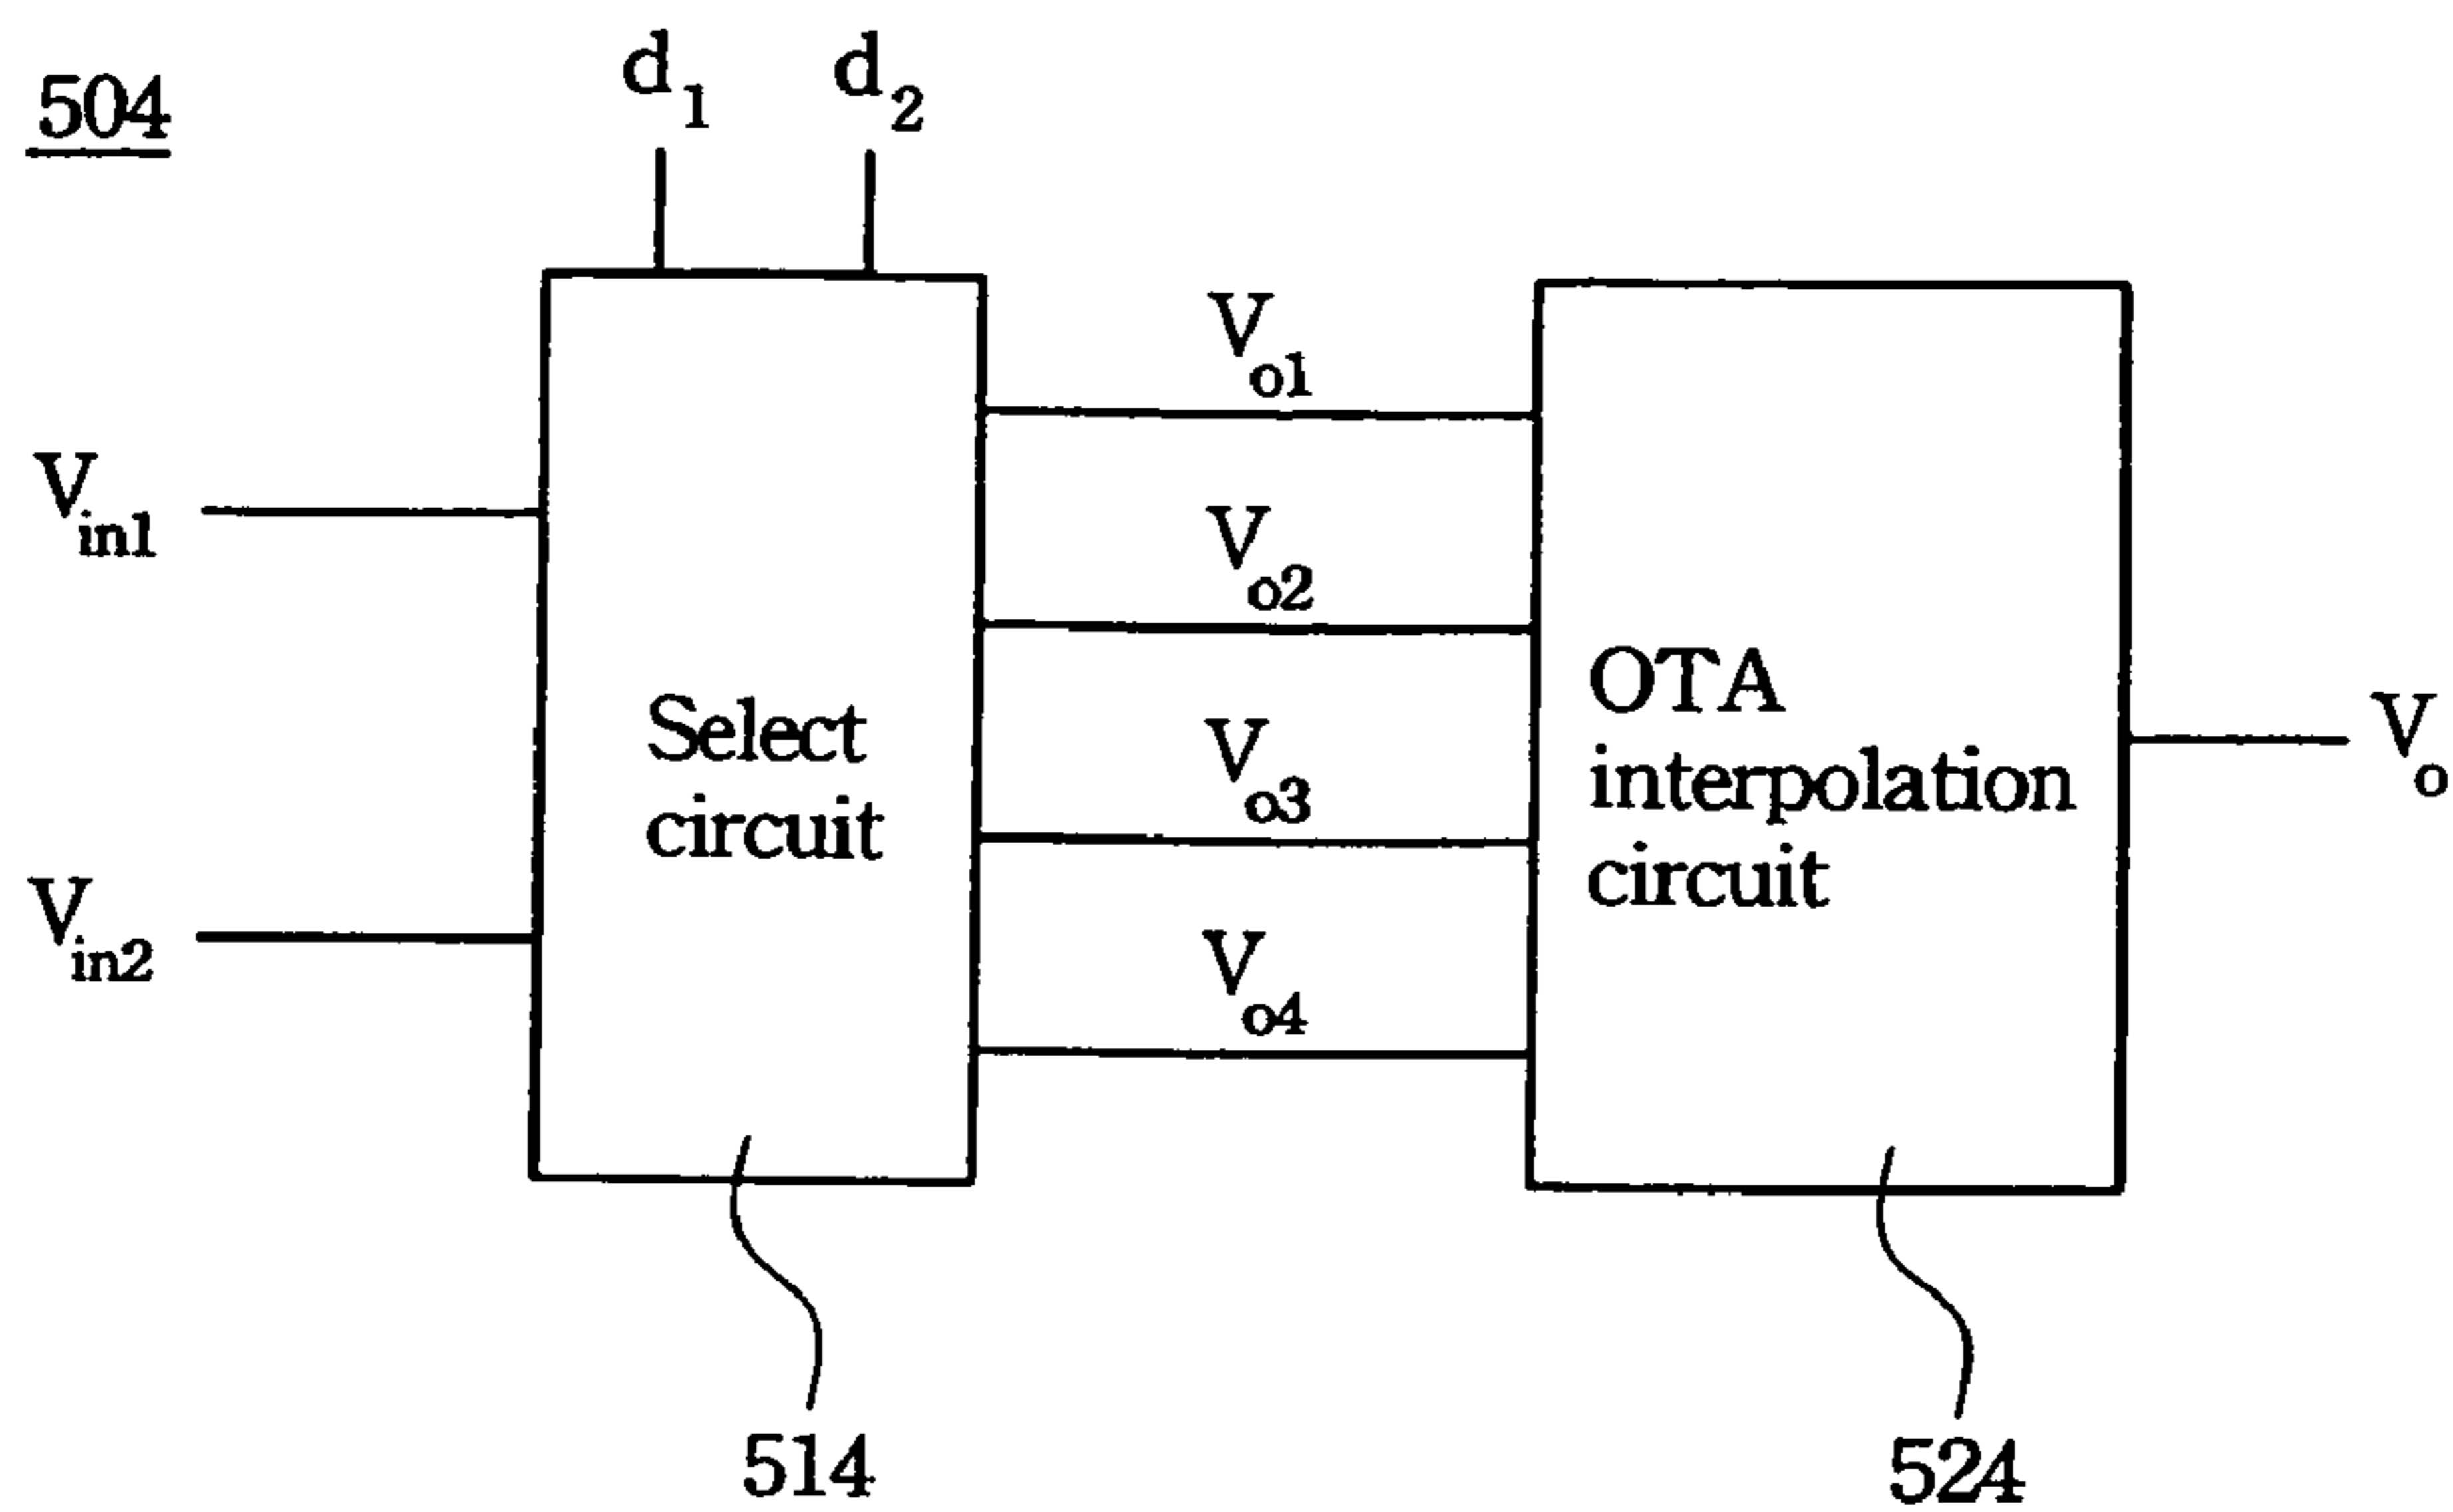 504
d1
d2
Vin1
Vin2
Select
circuit
Vo1
Vo2
Vo3
Vo4
OTA
interpolation
circuit
Vo
514
524